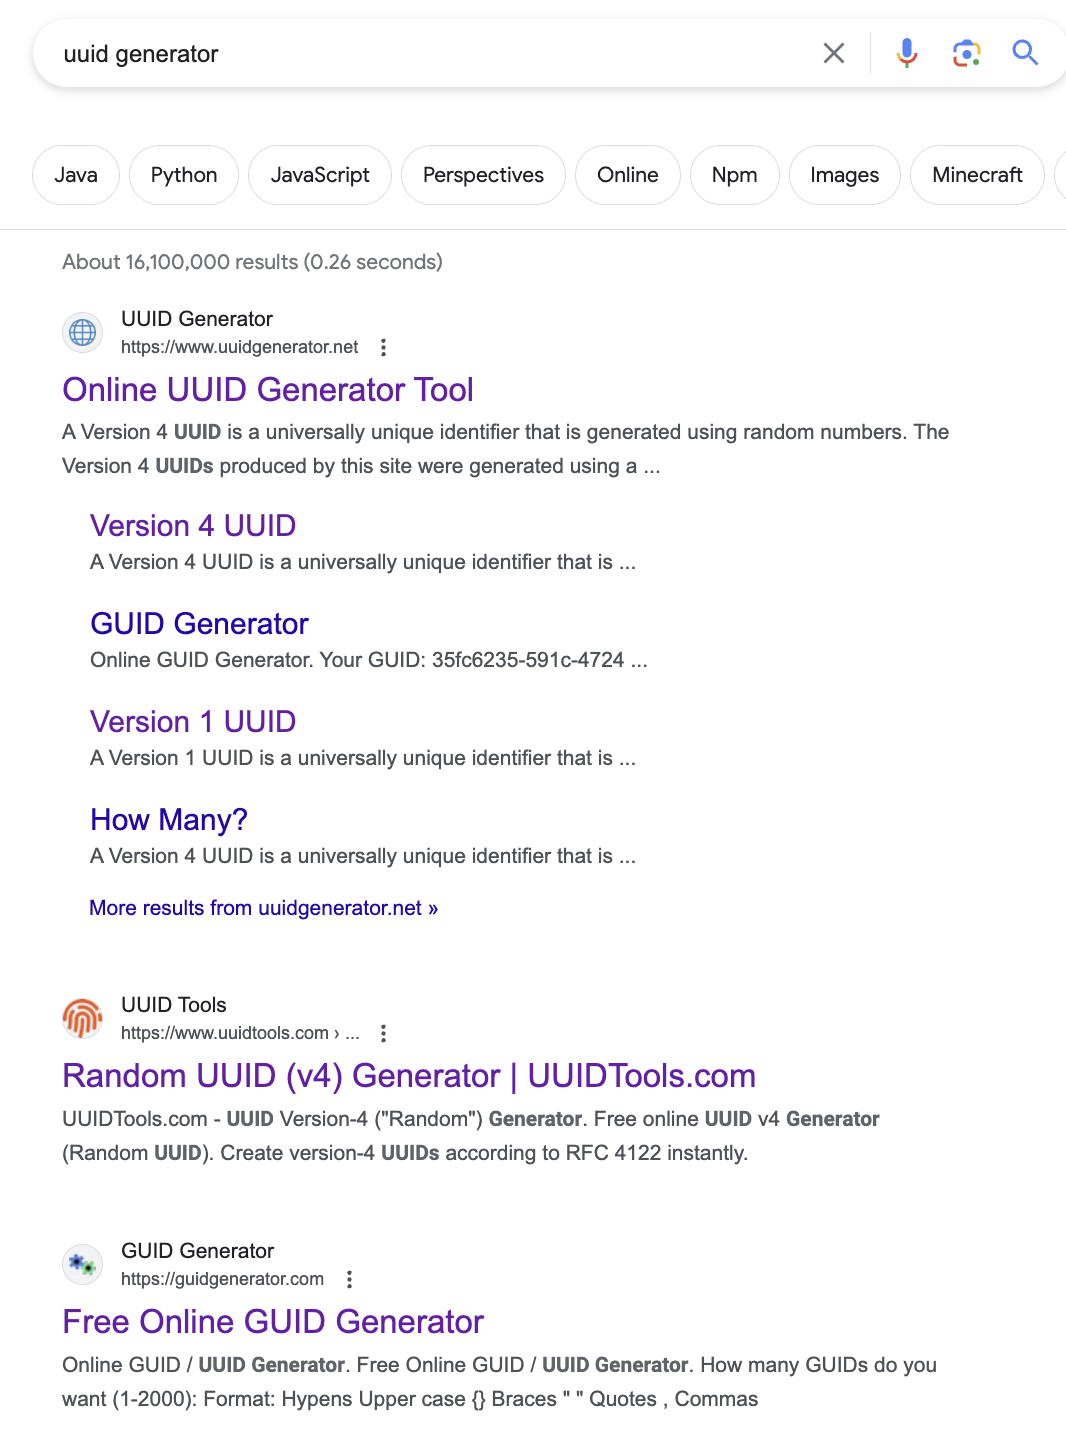 uuid generator
Java Python JavaScript Perspectives Online Npm Images Minecraft
About 16,100,000 results (0.26 seconds)
UUID Generator
https://www.uuidgenerator.net
Online UUID Generator Tool
A Version 4 UUID is a universally unique identifier that is generated using random numbers. The
Version 4 UUIDs produced by this site were generated using a ...
Version 4 UUID
A Version 4 UUID is a universally unique identifier that is ...
GUID Generator
Online GUID Generator. Your GUID: 35fc6235-591c-4724 ...
Version 1 UUID
A Version 1 UUID is a universally unique identifier that is ...
How Many?
A Version 4 UUID is a universally unique identifier that is ...
More results from uuidgenerator.net »
UUID Tools
https://www.uuidtools.com › ...
Random UUID (v4) Generator | UUIDTools.com
UUIDTools.com - UUID Version-4 ("Random") Generator. Free online UUID v4 Generator
(Random UUID). Create version-4 UUIDs according to RFC 4122 instantly.
GUID Generator
https://guidgenerator.com
Free Online GUID Generator
Online GUID / UUID Generator. Free Online GUID / UUID Generator. How many GUIDs do you
want (1-2000): Format: Hypens Upper case {} Braces " " Quotes , Commas